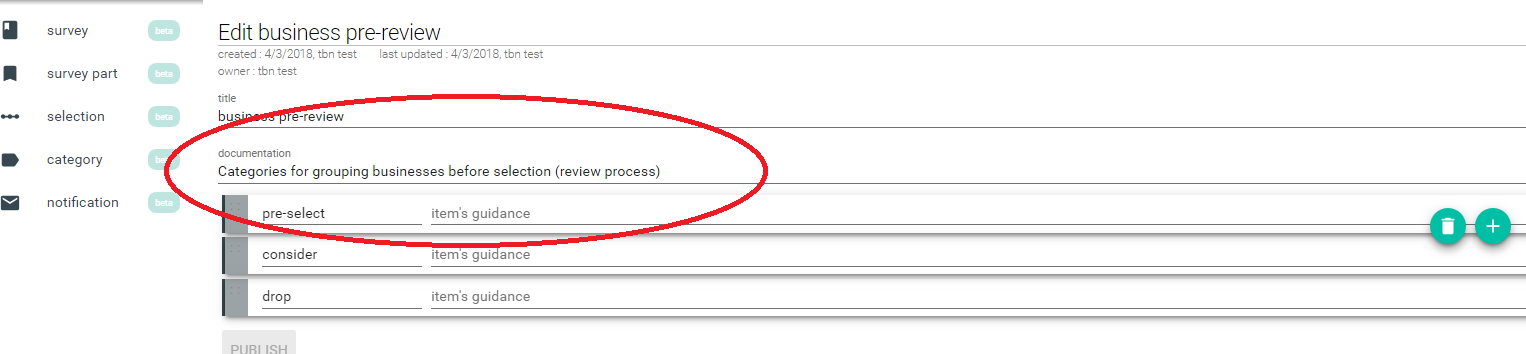 survey beta
survey part beta
selection beta
category beta
notification beta
Edit business pre-review
created : 4/3/2018, tbn test last updated : 4/3/2018, tbn test
owner : tbn test
title
business pre-review
documentation
Categories for grouping businesses before selection (review process)
pre-select item's guidance
consider item's guidance
drop item's guidance
PUBLISH